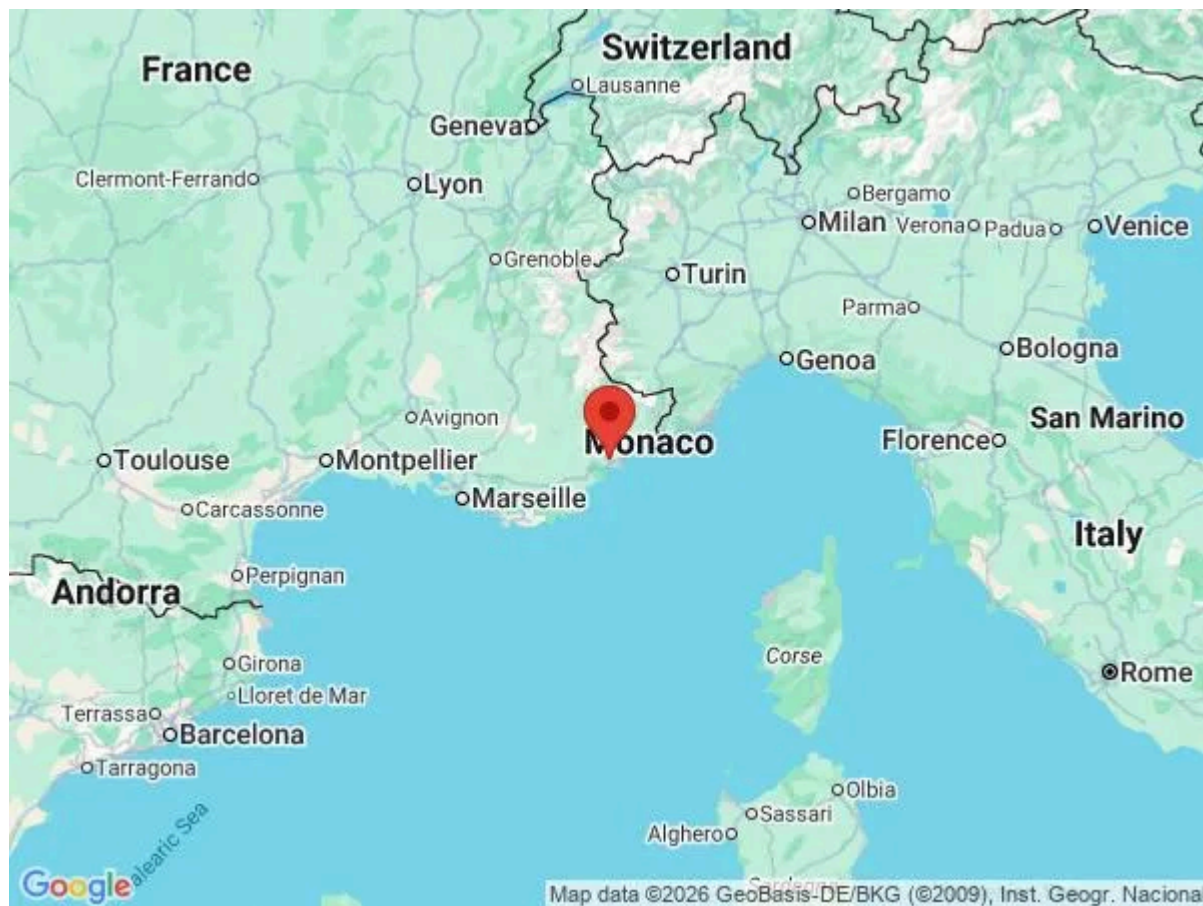 Switzerland
France
Lausanne
Geneva
Clermont-Ferrand
Lyon
Bergamo
Milan
Verona
Padua
Venice
Grenoble
Turin
Parma
Bologna
Genoa
Avignon
San Marino
Monaco
Florence
Toulouse
Montpellier
Marseille
Carcassonne
Italy
Perpignan
Andorra
Corse
Girona
Rome
Lloret de Mar
Terrassa
Barcelona
Tarragona
Olbia
Sassari
Alghero
alearic Sea
Google
Map data ©2026 GeoBasis-DE/BKG (©2009), Inst. Geogr. Nacional